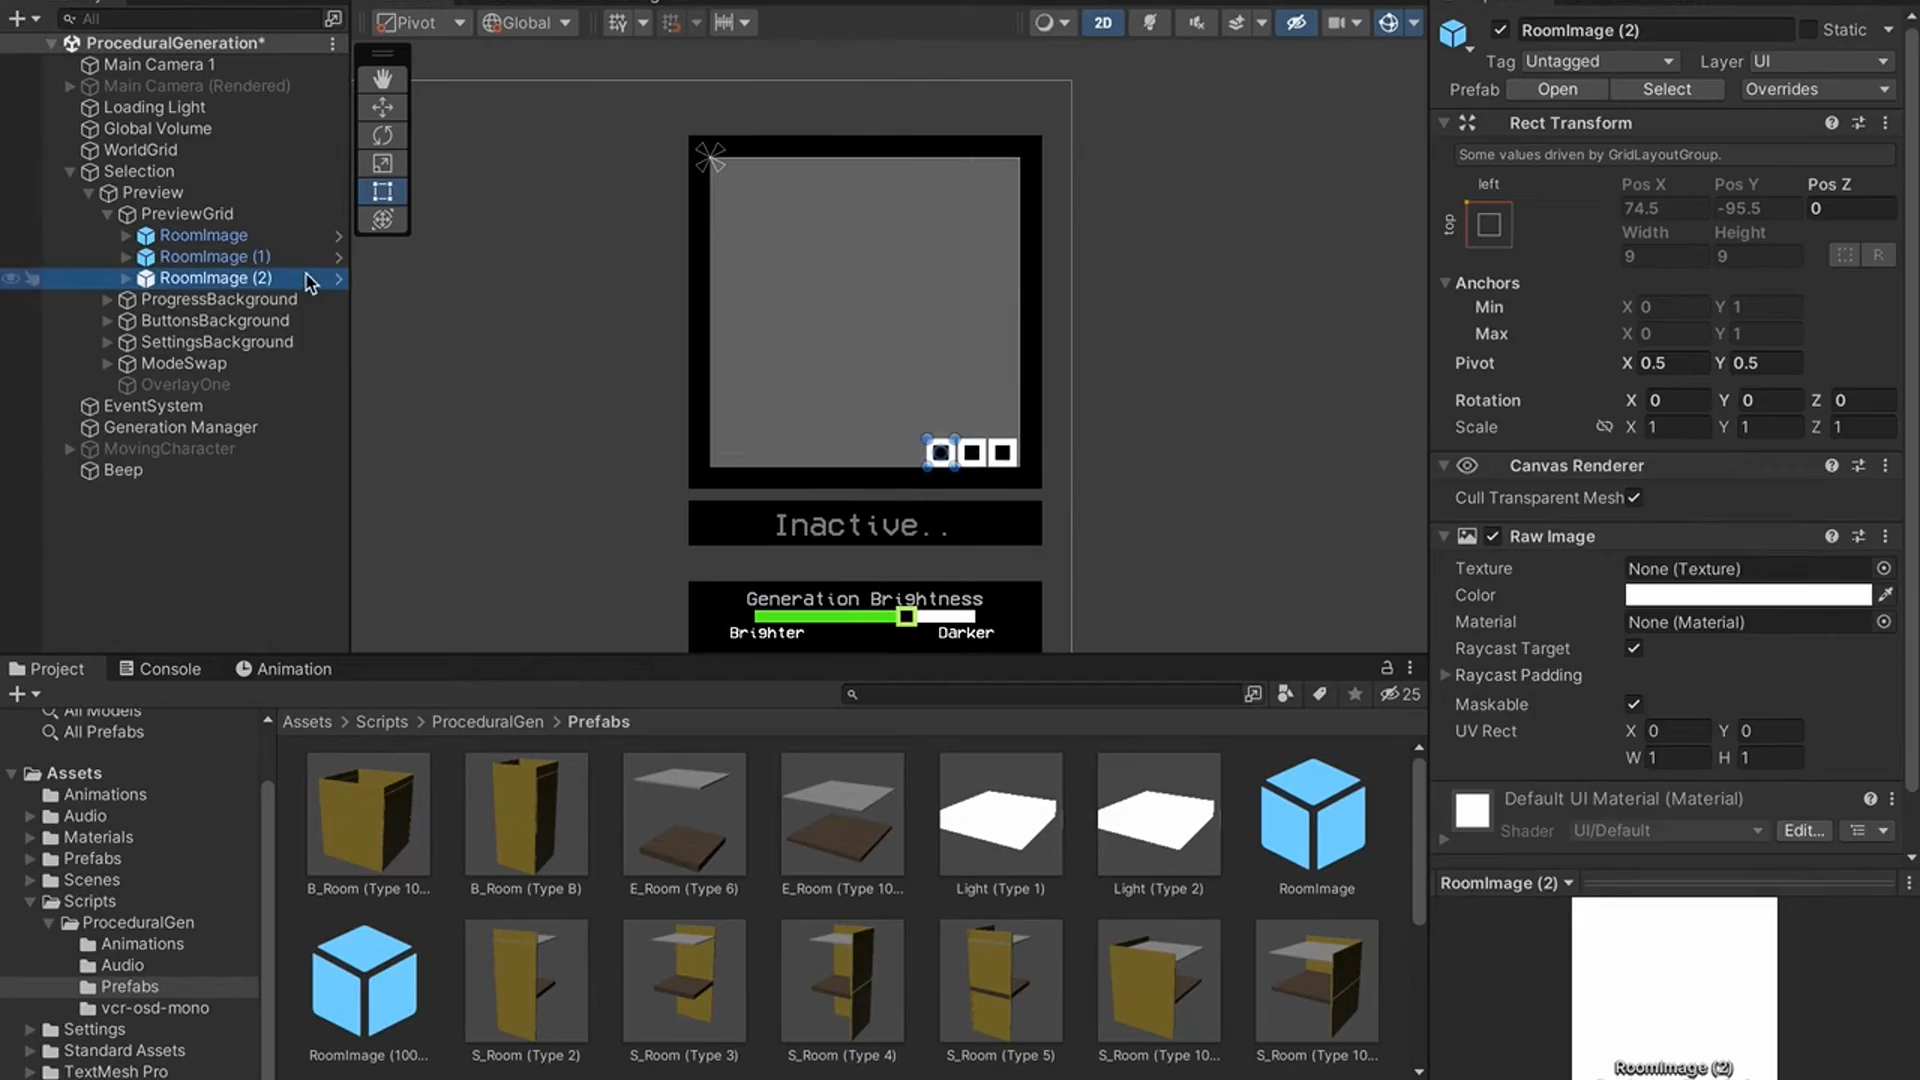 All
Pivot
Global
2D
ProceduralGeneration*
Main Camera 1
Main Camera (Rendered)
Loading Light
Global Volume
WorldGrid
Selection
Preview
PreviewGrid
RoomImage
RoomImage (1)
RoomImage (2)
ProgressBackground
ButtonsBackground
SettingsBackground
ModeSwap
OverlayOne
EventSystem
Generation Manager
MovingCharacter
Beep
Inactive..
Generation Brightness
Brighter
Darker
RoomImage (2)
Static
Tag Untagged
Layer UI
Prefab Open Select Overrides
Rect Transform
Some values driven by GridLayoutGroup.
left
top
Pos X Pos Y Pos Z
74.5 -95.5 0
Width Height
9 9
R
Anchors
Min X 0 Y 1
Max X 0 Y 1
Pivot X 0.5 Y 0.5
Rotation X 0 Y 0 Z 0
Scale X 1 Y 1 Z 1
Canvas Renderer
Cull Transparent Mesh
Raw Image
Texture None (Texture)
Color
Material None (Material)
Raycast Target
Raycast Padding
Maskable
UV Rect X 0 Y 0
W 1 H 1
Default UI Material (Material)
Shader UI/Default Edit...
RoomImage (2)
RoomImage (2)
Project Console Animation
25
All Models
All Prefabs
Assets
Animations
Audio
Materials
Prefabs
Scenes
Scripts
ProceduralGen
Animations
Audio
Prefabs
vcr-osd-mono
Settings
Standard Assets
TextMesh Pro
Assets > Scripts > ProceduralGen > Prefabs
B_Room (Type 10...
B_Room (Type B)
E_Room (Type 6)
E_Room (Type 10...
Light (Type 1)
Light (Type 2)
RoomImage
RoomImage (100...
S_Room (Type 2)
S_Room (Type 3)
S_Room (Type 4)
S_Room (Type 5)
S_Room (Type 10...
S_Room (Type 10...